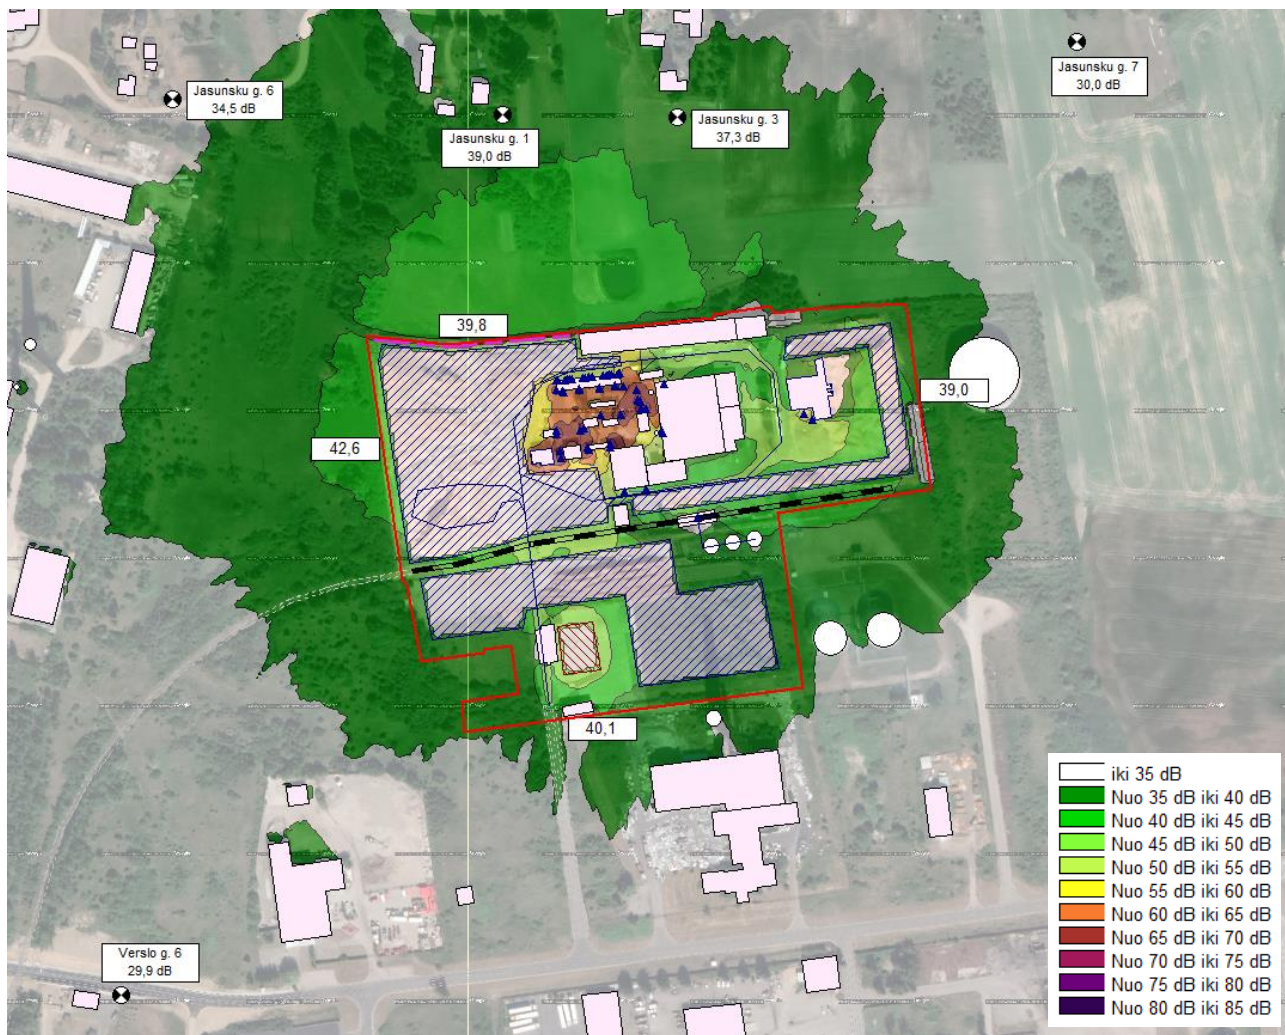 Jasunsku g. 7
30,0 dB
Jasunsku g. 6
34,5 dB
Jasunsku g. 1
39,0 dB
Jasunsku g. 3
37,3 dB
39,8
39,0
42,6
40,1
iki 35 dB
Nuo 35 dB iki 40 dB
Nuo 40 dB iki 45 dB
Nuo 45 dB iki 50 dB
Nuo 50 dB iki 55 dB
Nuo 55 dB iki 60 dB
Nuo 60 dB iki 65 dB
Nuo 65 dB iki 70 dB
Nuo 70 dB iki 75 dB
Nuo 75 dB iki 80 dB
Nuo 80 dB iki 85 dB
Verslo g. 6
29,9 dB